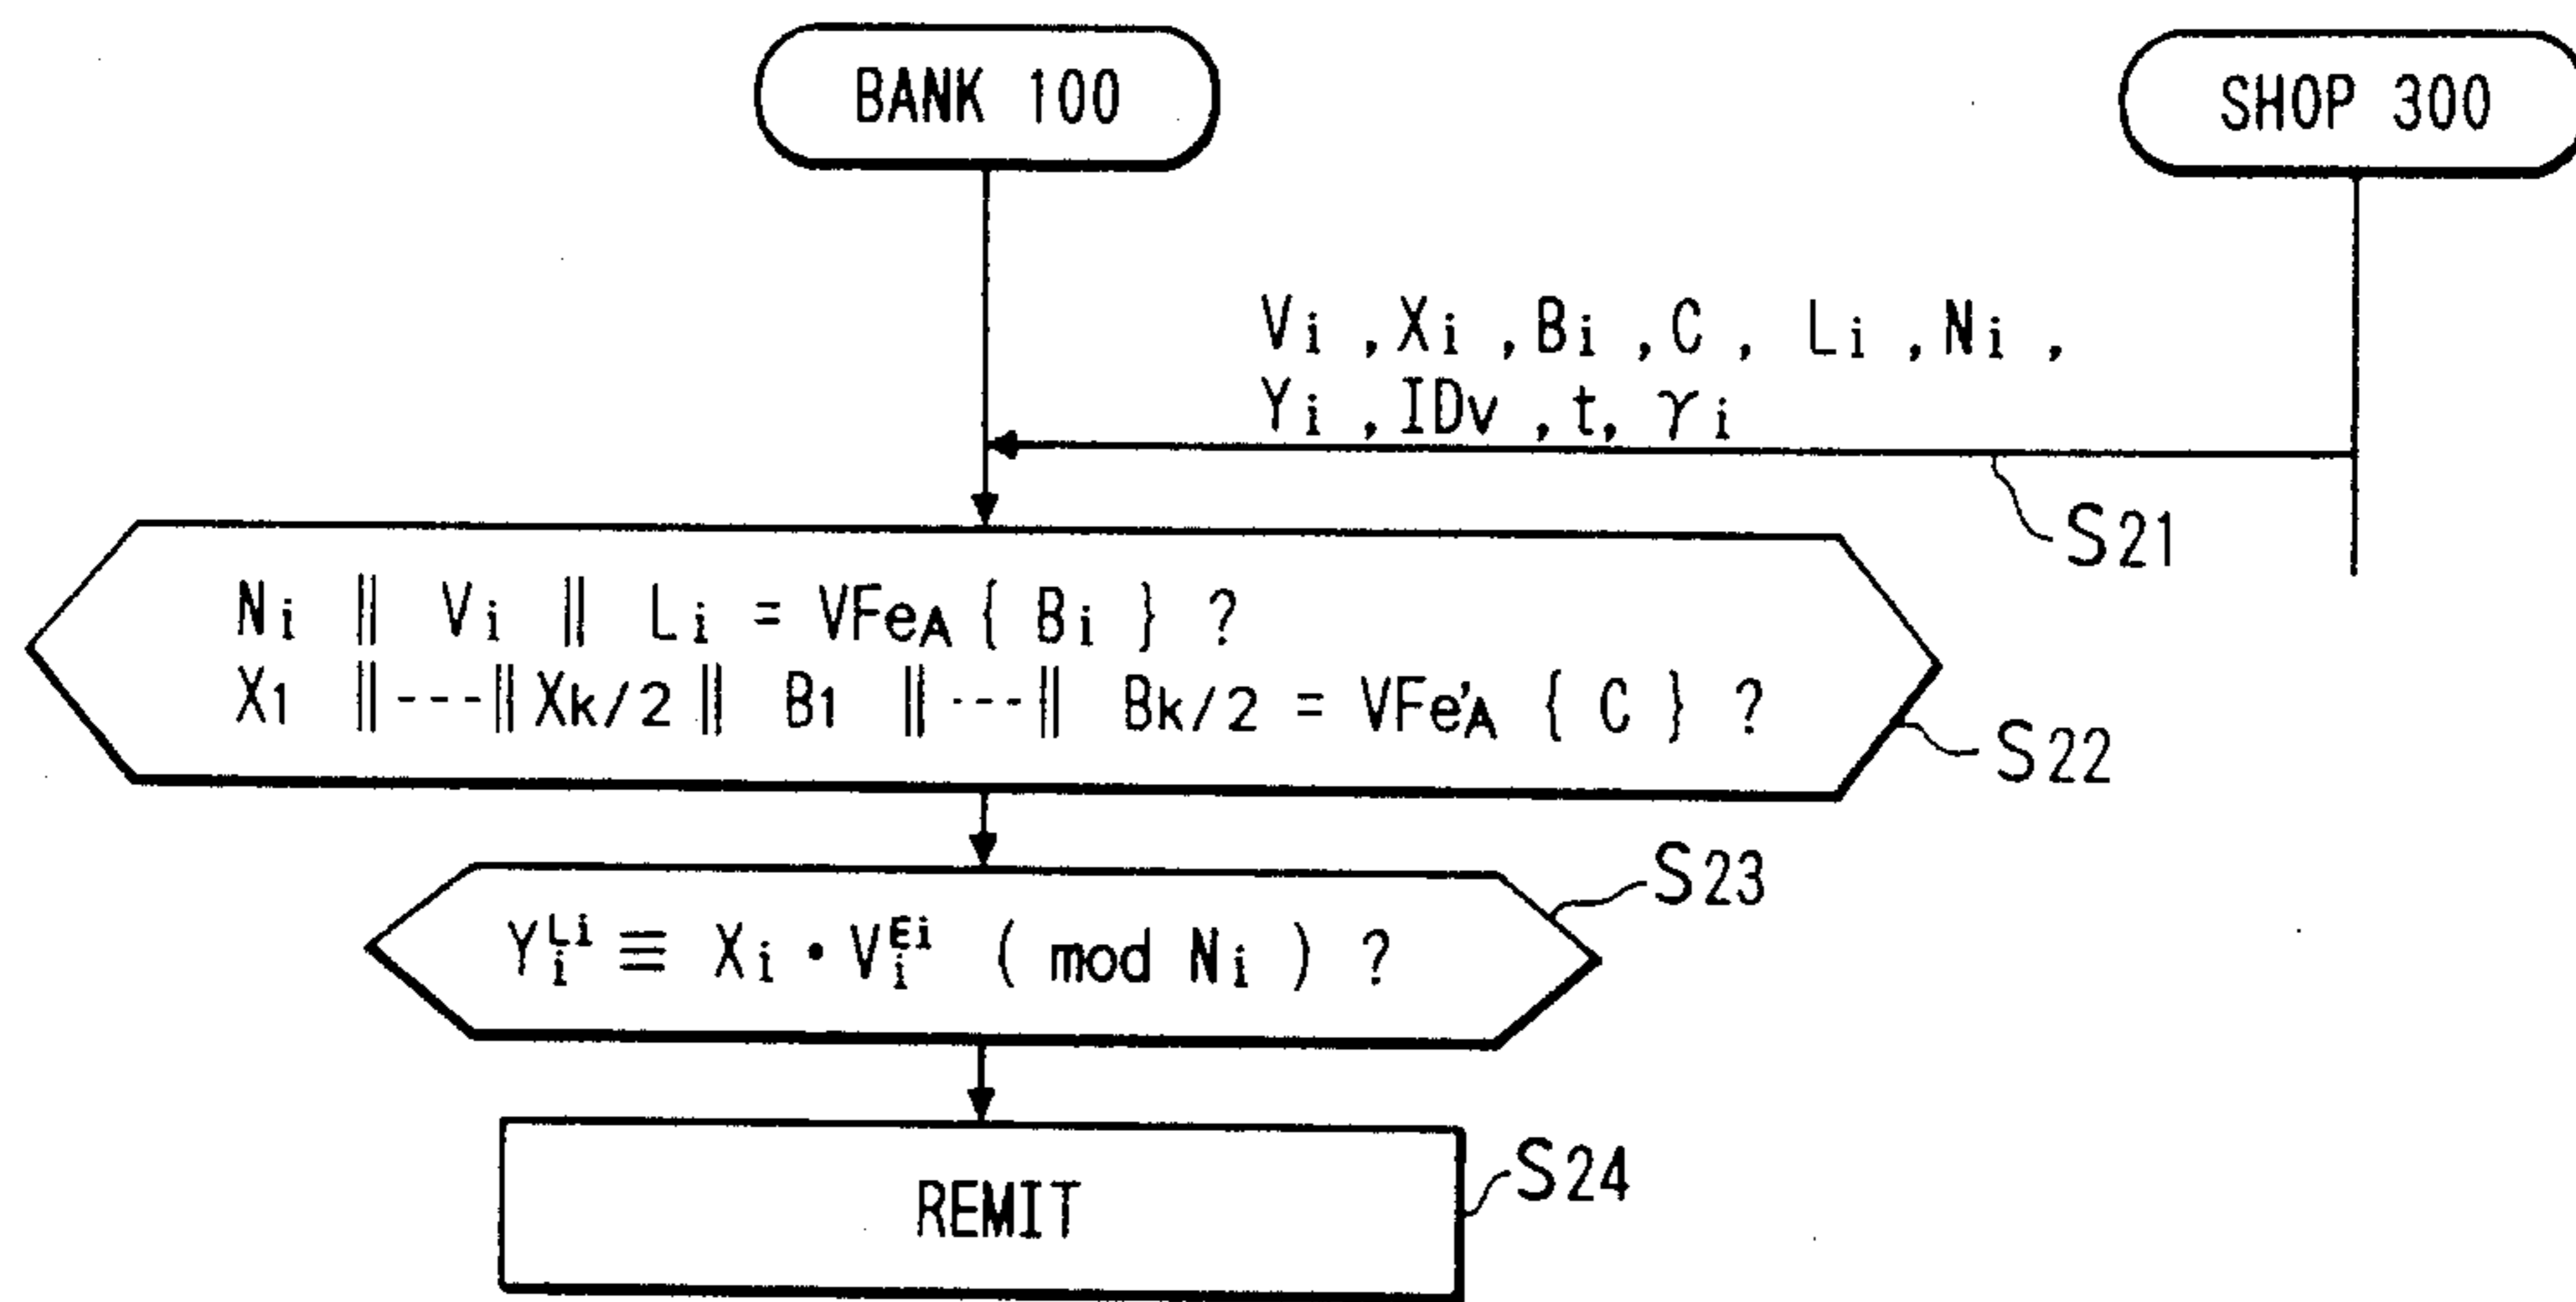 BANK 100
SHOP 300
Vi , Xi , Bi , C , Li , Ni ,
Yi , IDv , t, γi
S21
Ni ‖ Vi ‖ Li = VFeA { Bi } ?
X1 ‖---‖ Xk/2 ‖ B1 ‖---‖ Bk/2 = VFe'A { C } ?
S22
S23
Yi^Li ≡ Xi · Vi^Ei ( mod Ni ) ?
S24
REMIT